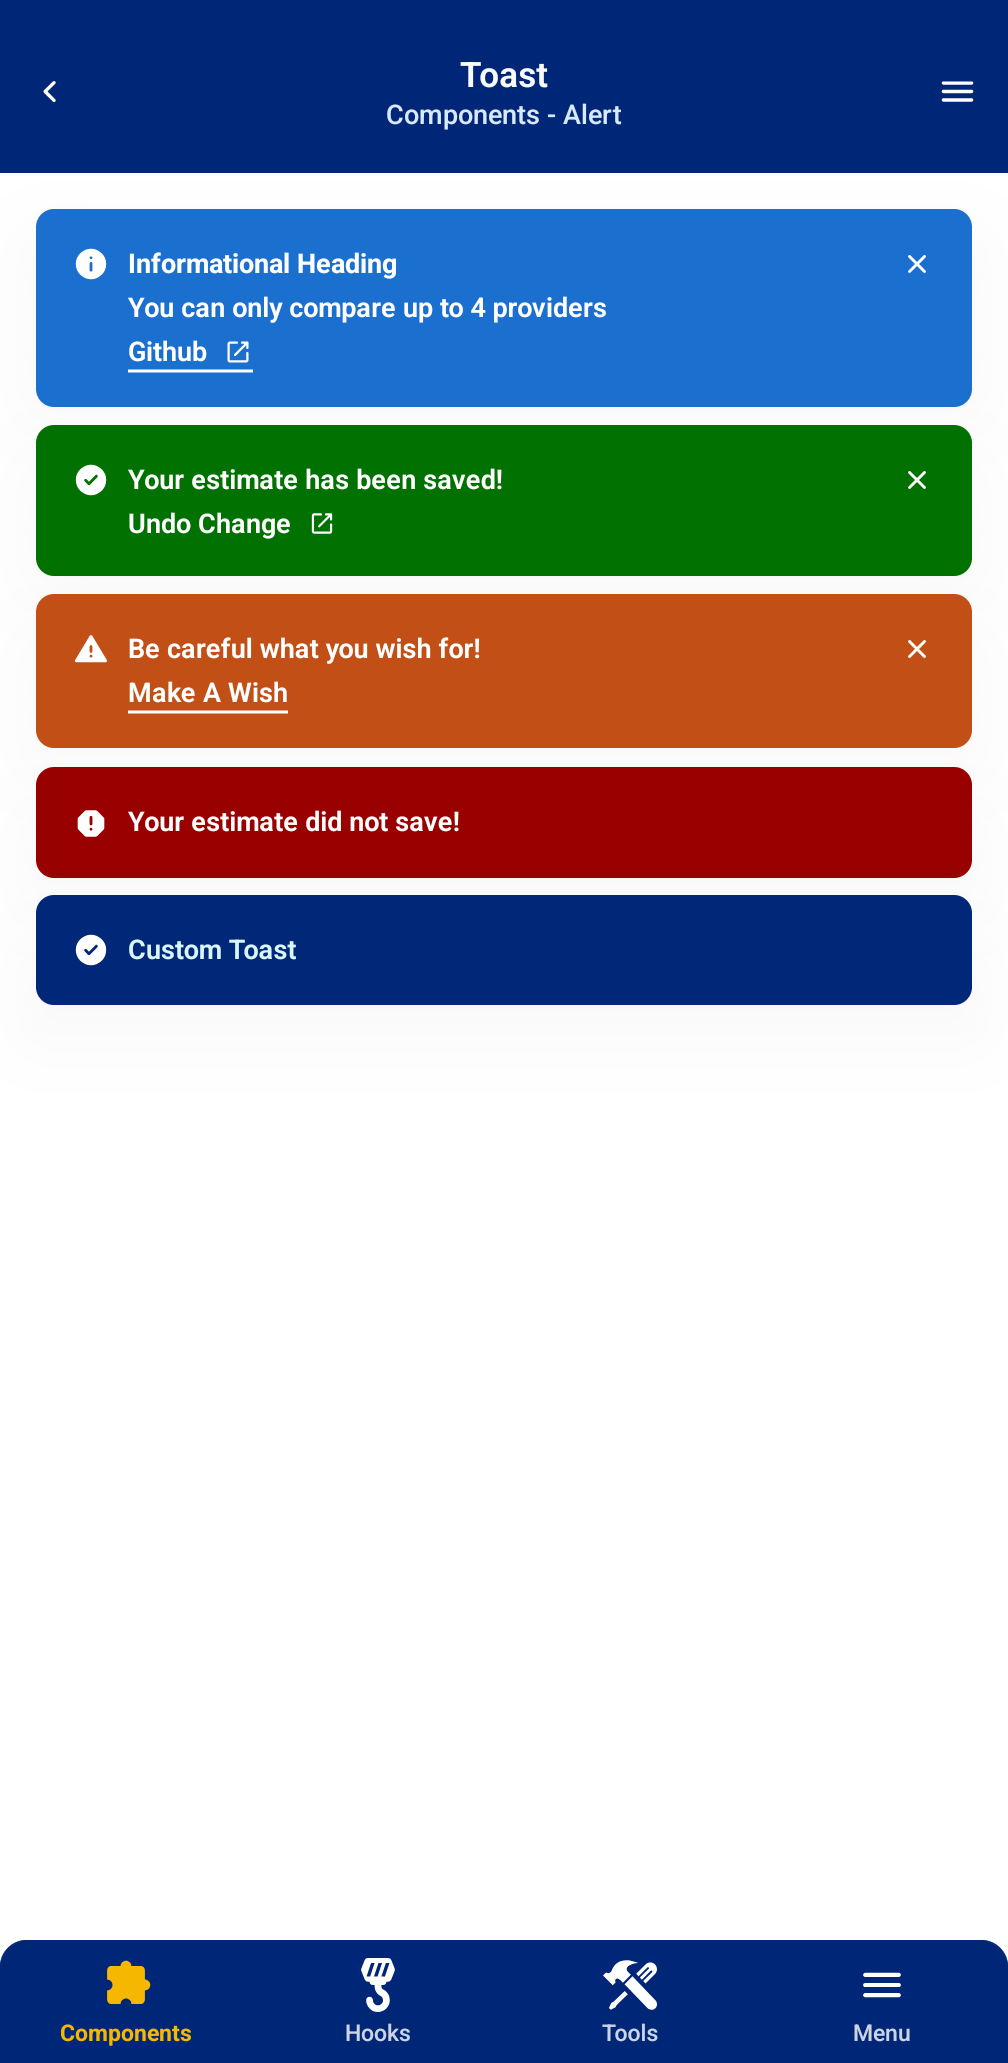 Toast
Components - Alert
Informational Heading
You can only compare up to 4 providers
Github
Your estimate has been saved!
Undo Change
Be careful what you wish for!
Make A Wish
Your estimate did not save!
Custom Toast
Components
Hooks
Tools
Menu